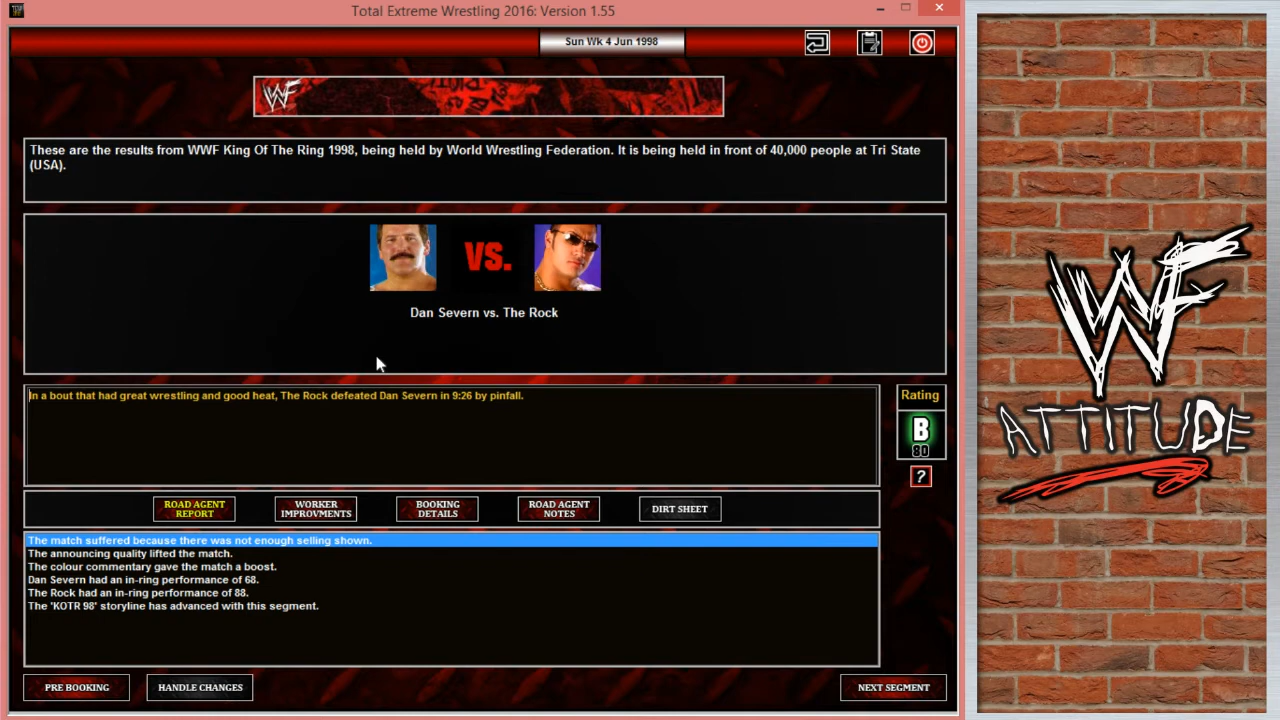 Total Extreme Wrestling 2016: Version 1.55
Sun Wk 4 Jun 1998
These are the results from WWF King Of The Ring 1998, being held by World Wrestling Federation. It is being held in front of 40,000 people at Tri State
(USA).
VS.
Dan Severn vs. The Rock
In a bout that had great wrestling and good heat, The Rock defeated Dan Severn in 9:26 by pinfall.
Rating
B
80
?
ROAD AGENT
REPORT
WORKER
IMPROVMENTS
BOOKING
DETAILS
ROAD AGENT
NOTES
DIRT SHEET
The match suffered because there was not enough selling shown.
The announcing quality lifted the match.
The colour commentary gave the match a boost.
Dan Severn had an in-ring performance of 68.
The Rock had an in-ring performance of 88.
The 'KOTR 98' storyline has advanced with this segment.
PRE BOOKING
HANDLE CHANGES
NEXT SEGMENT
WF
ATTITUDE